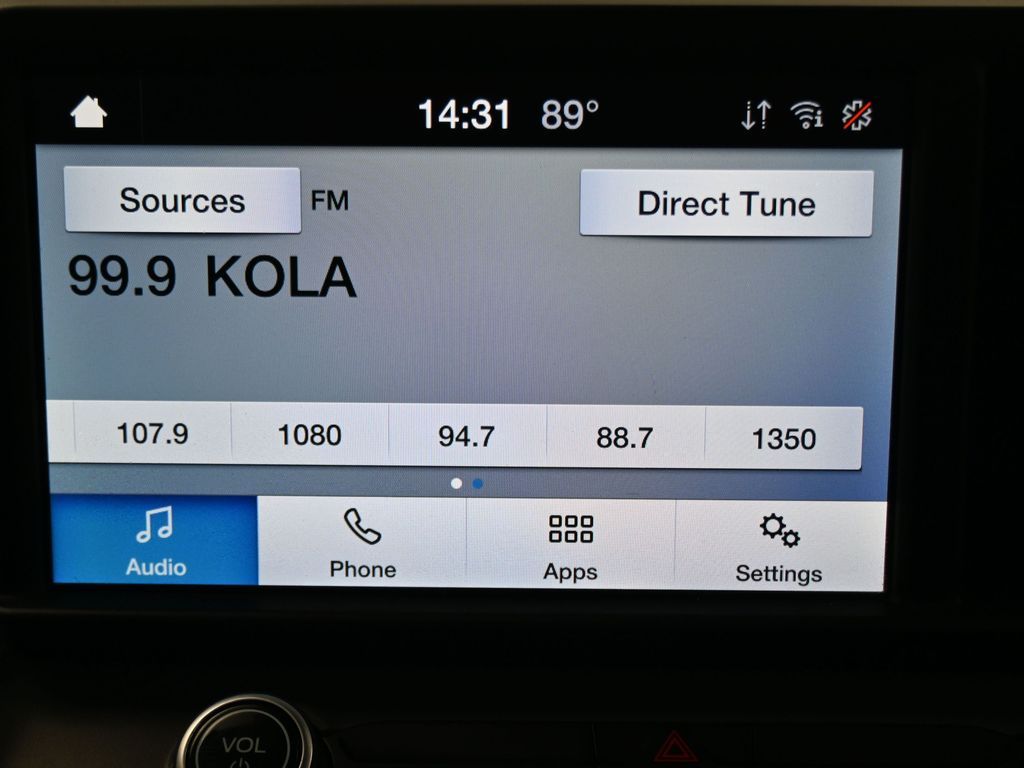 14:31 89°
Sources FM Direct Tune
99.9 KOLA
107.9 1080 94.7 88.7 1350
Audio Phone Apps Settings
VOL